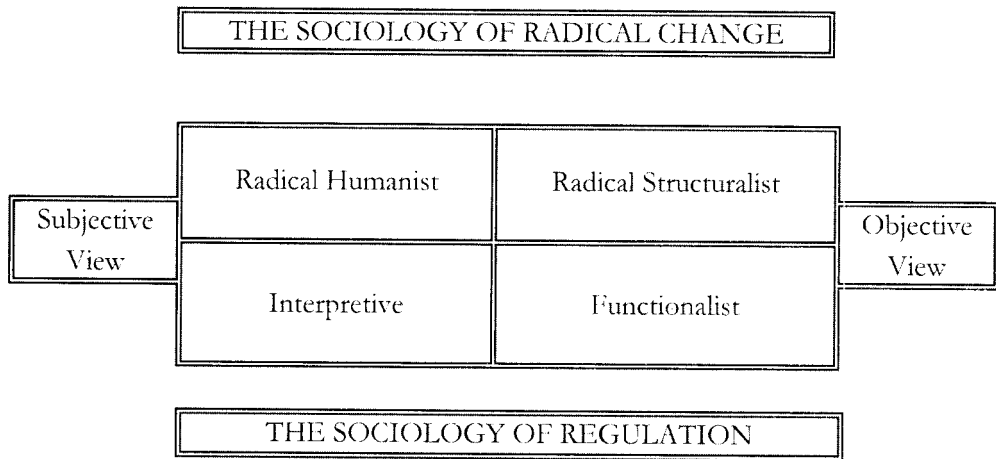 THE SOCIOLOGY OF RADICAL CHANGE
Radical Humanist
Radical Structuralist
Subjective
View
Objective
View
Interpretive
Functionalist
THE SOCIOLOGY OF REGULATION